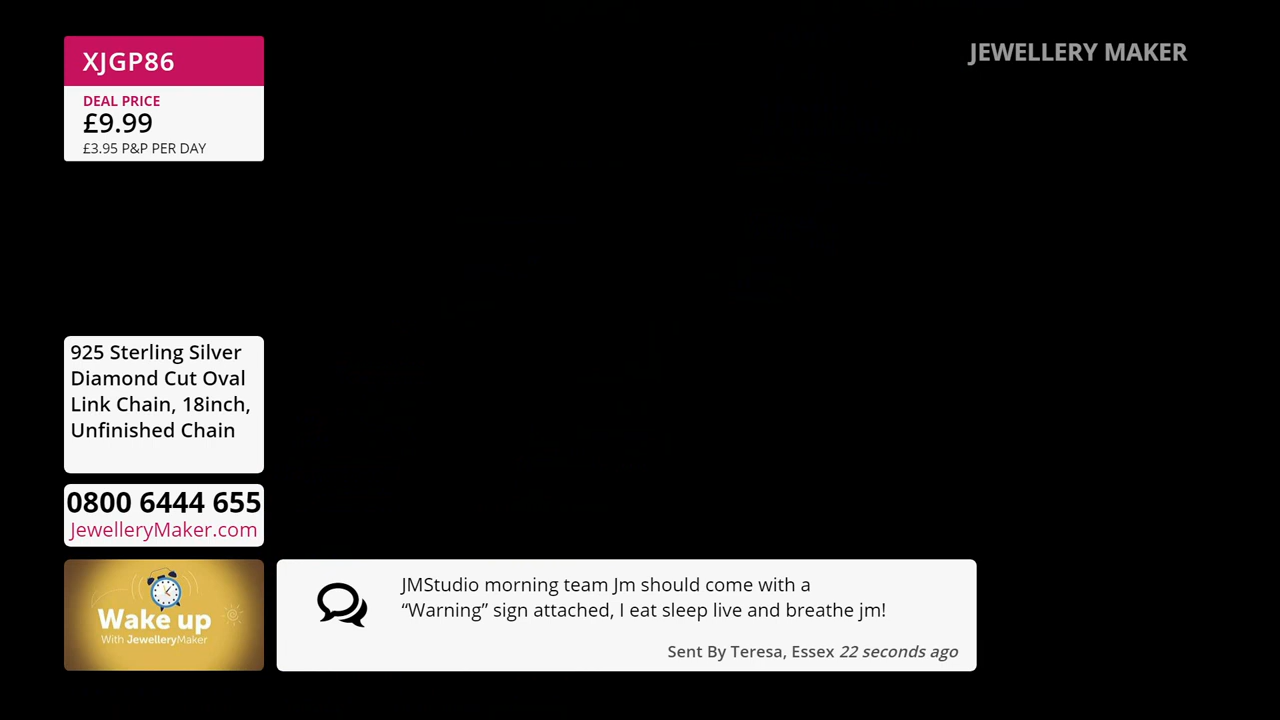 XJGP86
DEAL PRICE
£9.99
£3.95 P&P PER DAY
JEWELLERY MAKER
925 Sterling Silver
Diamond Cut Oval
Link Chain, 18inch,
Unfinished Chain
0800 6444 655
JewelleryMaker.com
Wake up
With JewelleryMaker
JMStudio morning team Jm should come with a
“Warning” sign attached, I eat sleep live and breathe jm!
Sent By Teresa, Essex 22 seconds ago